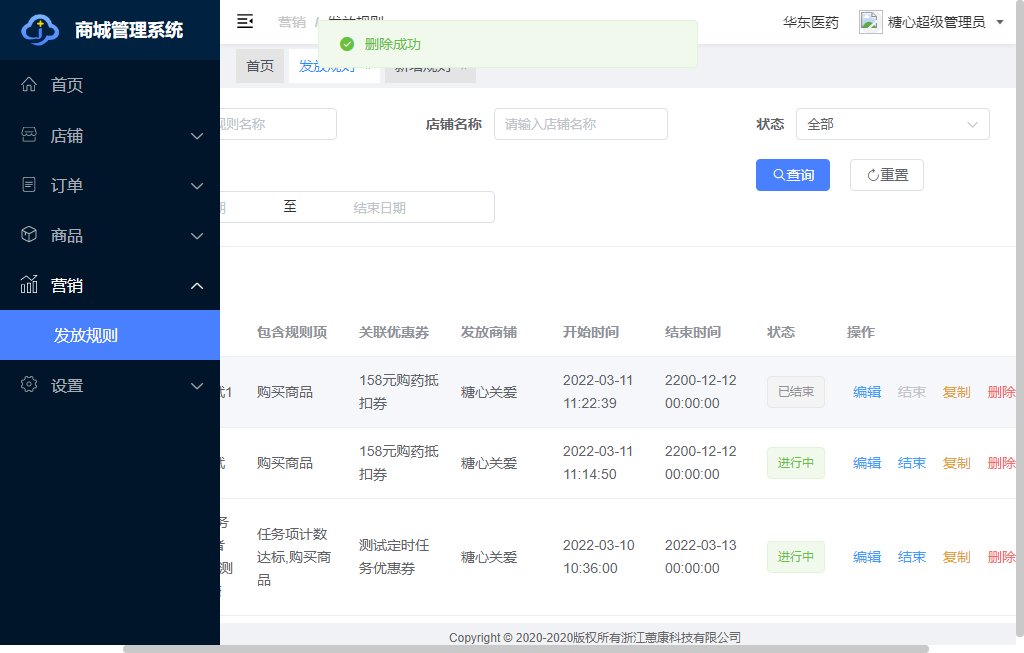 商城管理系统
营销 / 发放规则
华东医药
糖心超级管理员
删除成功
首页
发放规则
新增规则
首页
店铺
订单
商品
营销
发放规则
设置
规则名称
店铺名称
请输入店铺名称
状态
全部
查询
重置
期
至
结束日期
包含规则项
关联优惠券
发放商铺
开始时间
结束时间
状态
操作
试1
购买商品
158元购药抵
扣券
糖心关爱
2022-03-11
11:22:39
2200-12-12
00:00:00
已结束
编辑
结束
复制
删除
试
购买商品
158元购药抵
扣券
糖心关爱
2022-03-11
11:14:50
2200-12-12
00:00:00
进行中
编辑
结束
复制
删除
务
者
测
任务项计数
达标,购买商
品
测试定时任
务优惠券
糖心关爱
2022-03-10
10:36:00
2022-03-13
00:00:00
进行中
编辑
结束
复制
删除
Copyright © 2020-2020版权所有浙江蕙康科技有限公司